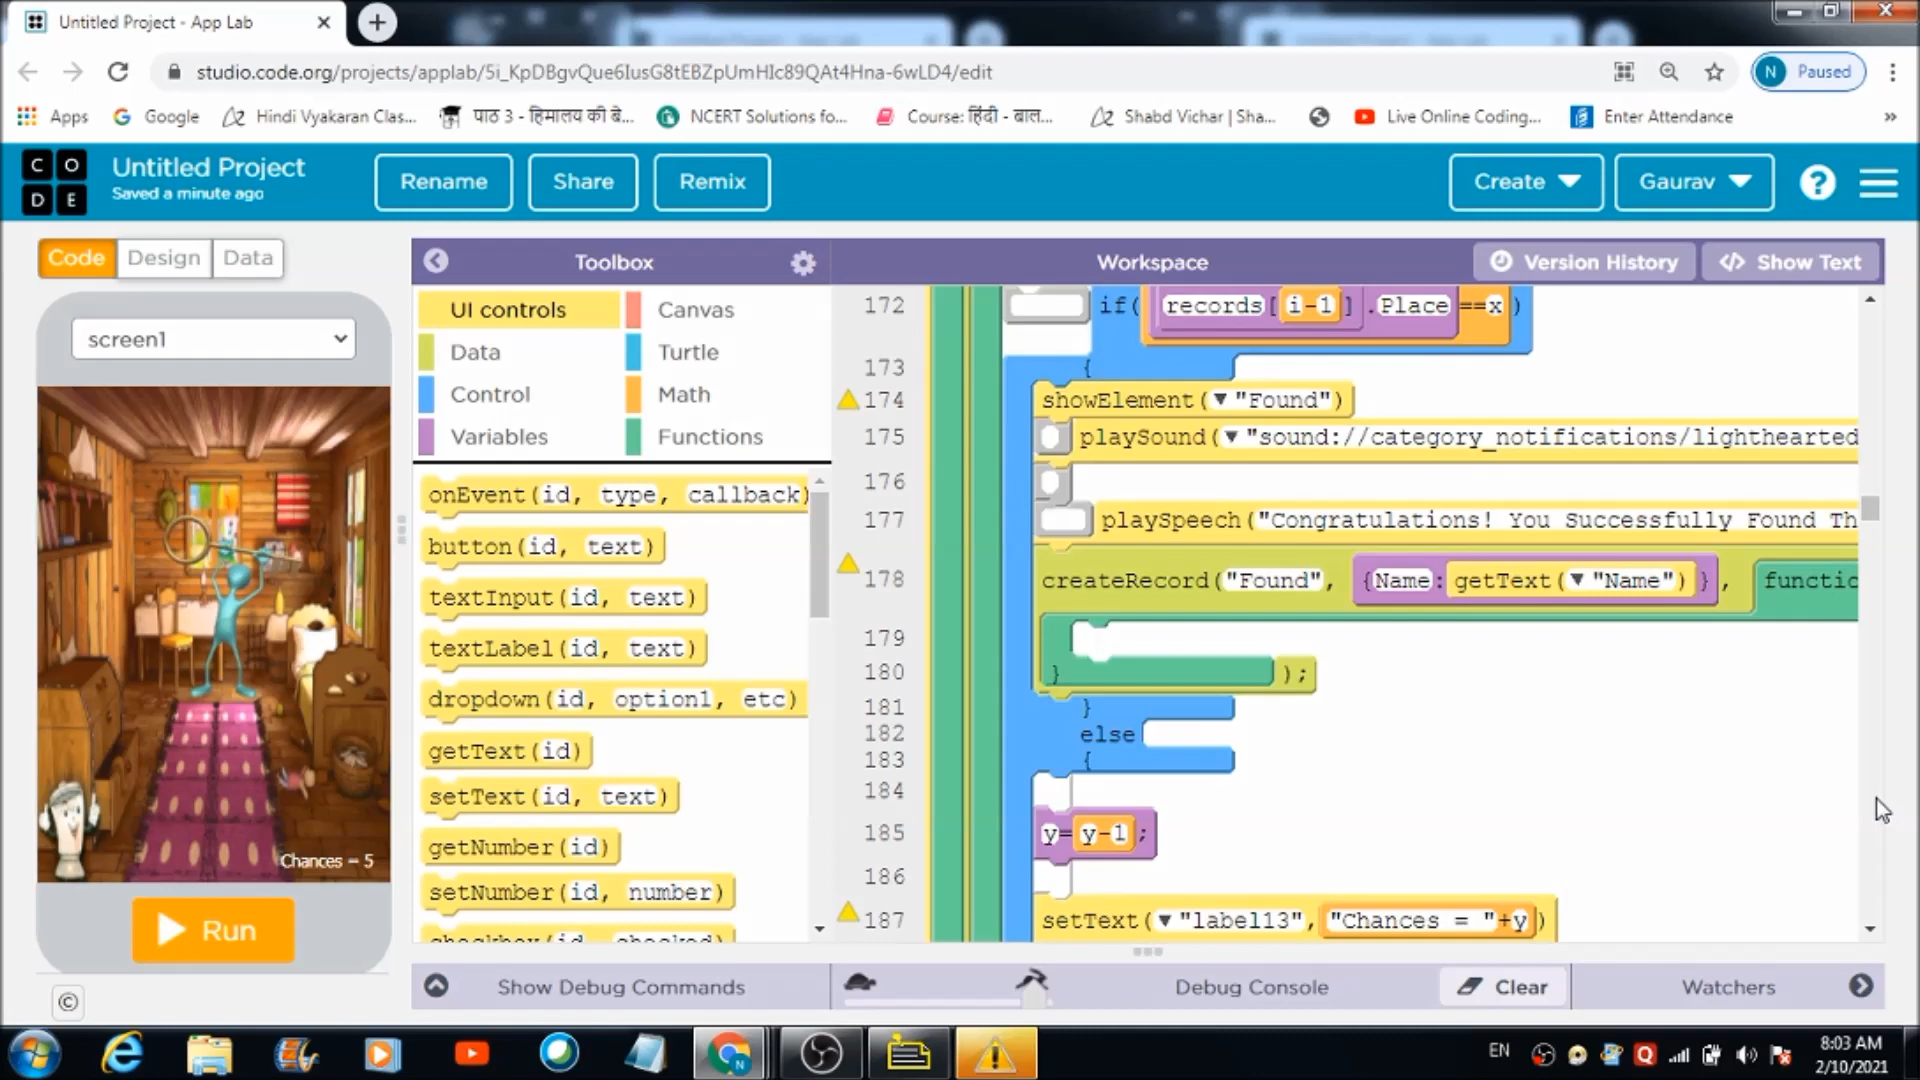 Untitled Project - App Lab
studio.code.org/projects/applab/5i_KpDBgvQue6IusG8tEBZpUmHIc89QAt4Hna-6wLD4/edit
N Paused
Apps
Google
Hindi Vyakaran Clas...
पाठ 3 - हिमालय की बे...
NCERT Solutions fo...
Course: हिंदी - बाल...
Shabd Vichar | Sha...
Live Online Coding...
Enter Attendance
»
C O
D E
Untitled Project
Saved a minute ago
Rename
Share
Remix
Create
Gaurav
?
Code
Design
Data
screen1
Chances = 5
Run
©
Toolbox
UI controls
Canvas
Data
Turtle
Control
Math
Variables
Functions
onEvent(id, type, callback)
button(id, text)
textInput(id, text)
textLabel(id, text)
dropdown(id, option1, etc)
getText(id)
setText(id, text)
getNumber(id)
setNumber(id, number)
checkbox(id, checked)
Workspace
Version History
</> Show Text
172 if( records[ i-1 ] .Place ==x )
173 {
174 showElement( "Found")
175 playSound( "sound://category_notifications/lighthearted
176
177 playSpeech("Congratulations! You Successfully Found Th
178 createRecord("Found", {Name: getText( "Name") }, functio
179
180 } );
181 }
182 else
183 {
184
185 y= y-1 ;
186
187 setText( "label13", "Chances = "+y )
Show Debug Commands
Debug Console
Clear
Watchers
EN
8:03 AM
2/10/2021